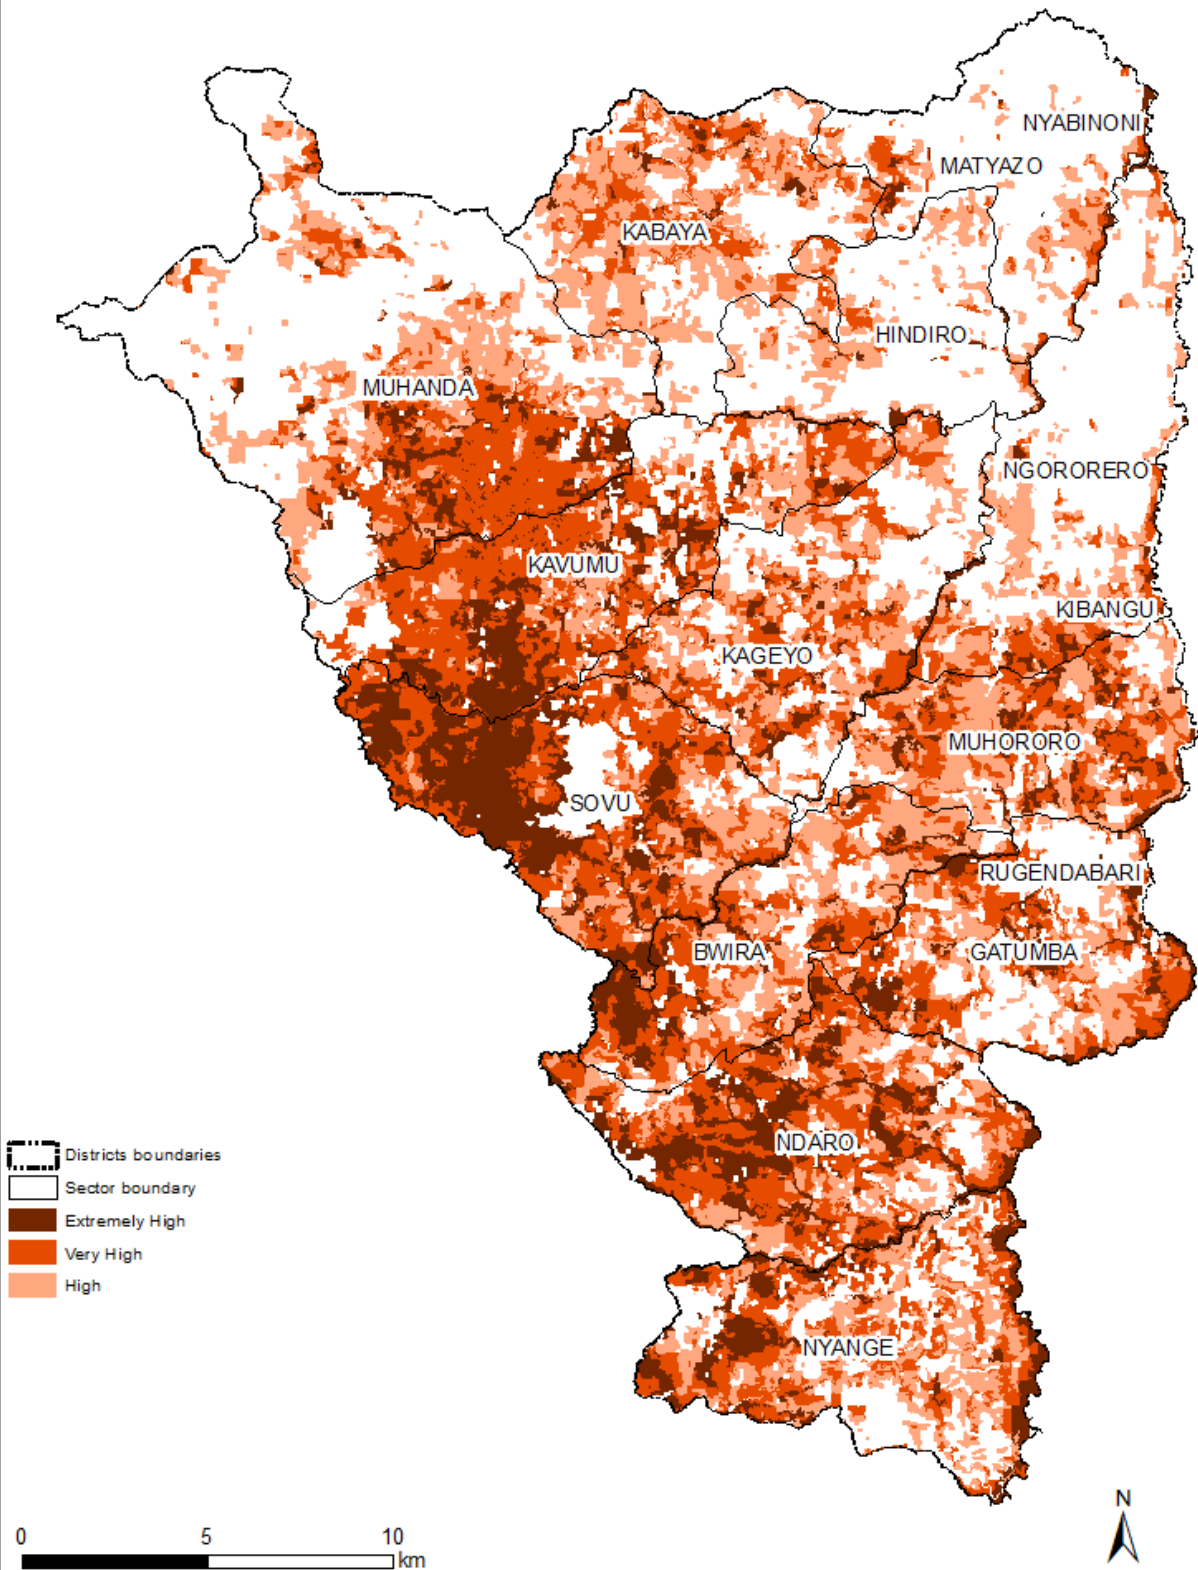 NYABINONI
MATYAZO
KABAYA
HINDIRO
MUHANDA
NGORORERO
KAVUMU
KIBANGU
KAGEYO
MUHORORO
SOVU
RUGENDABARI
BWIRA
GATUMBA
NDARO
NYANGE
Districts boundaries
Sector boundary
Extremely High
Very High
High
0 5 10
km
N